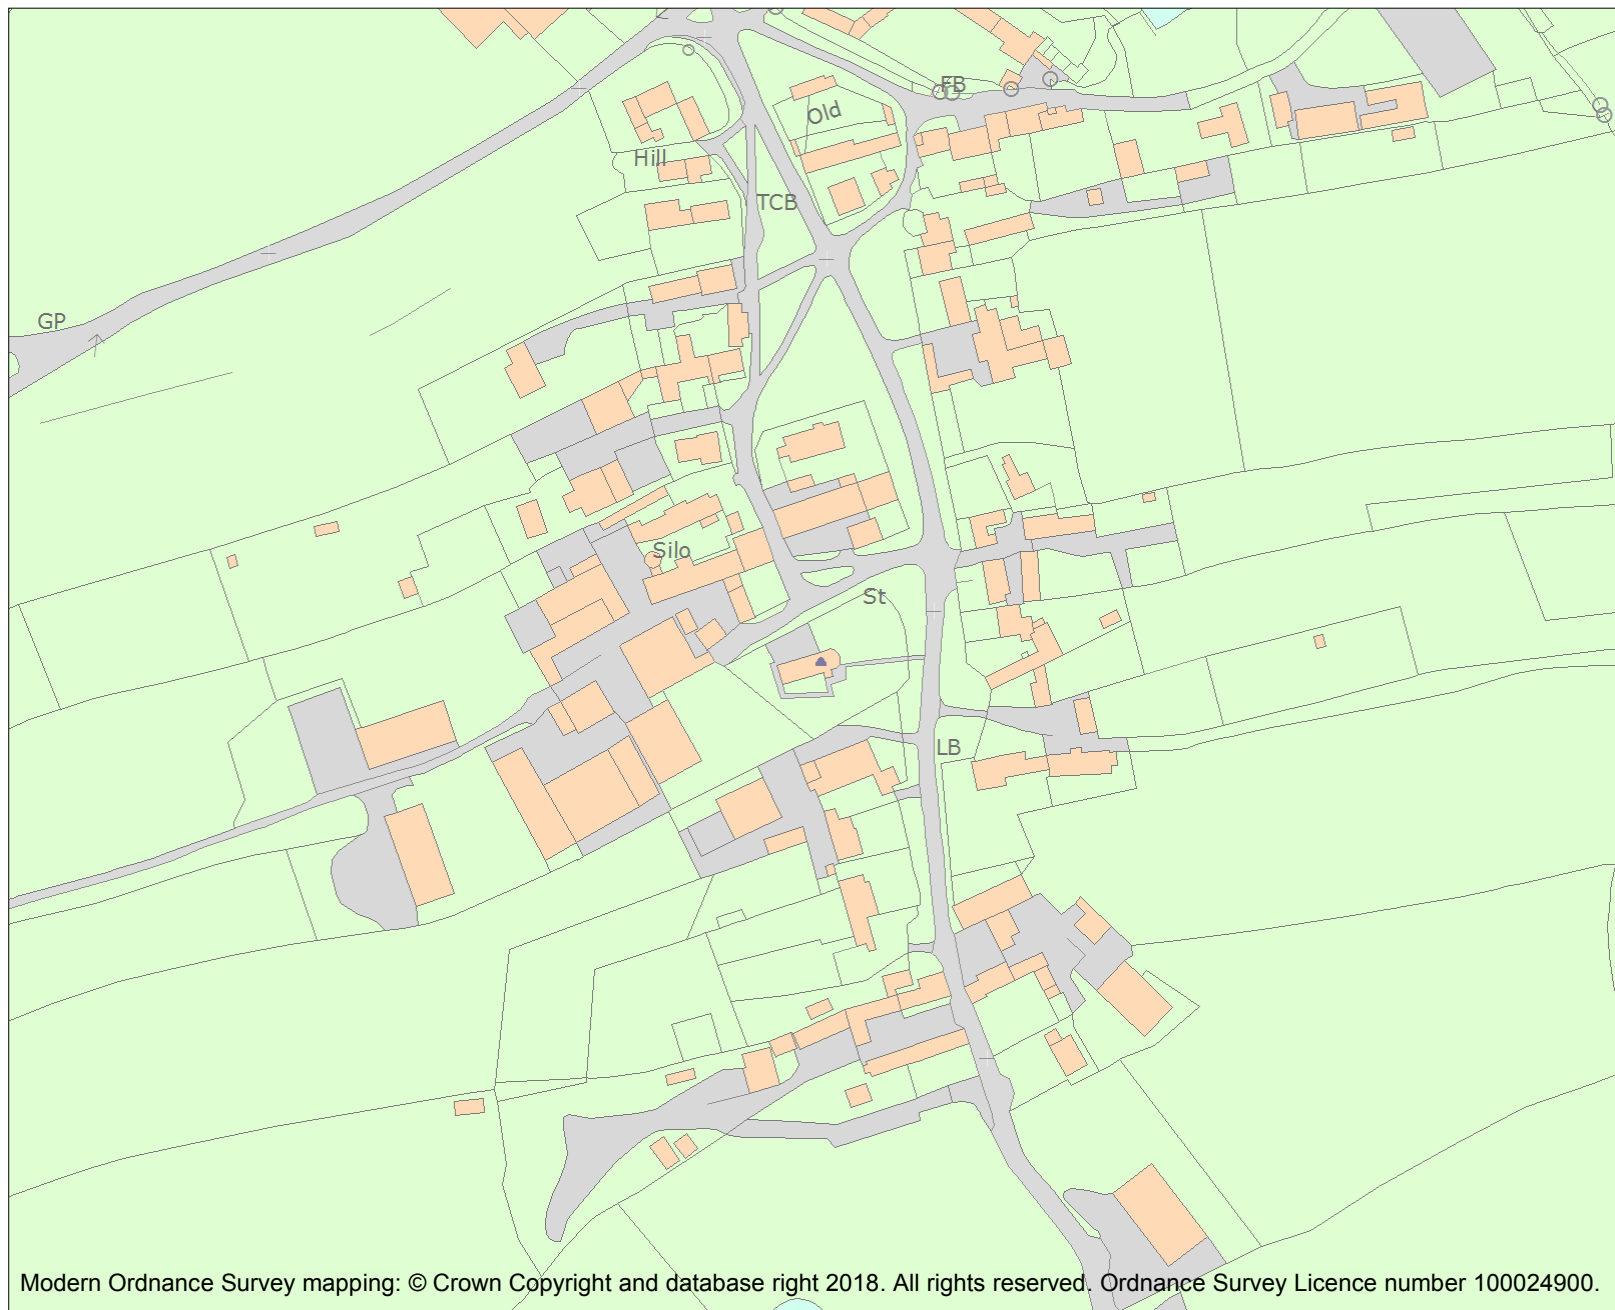 FB
Old
Hill
TCB
GP
Silo
St
LB
Modern Ordnance Survey mapping: © Crown Copyright and database right 2018. All rights reserved. Ordnance Survey Licence number 100024900.